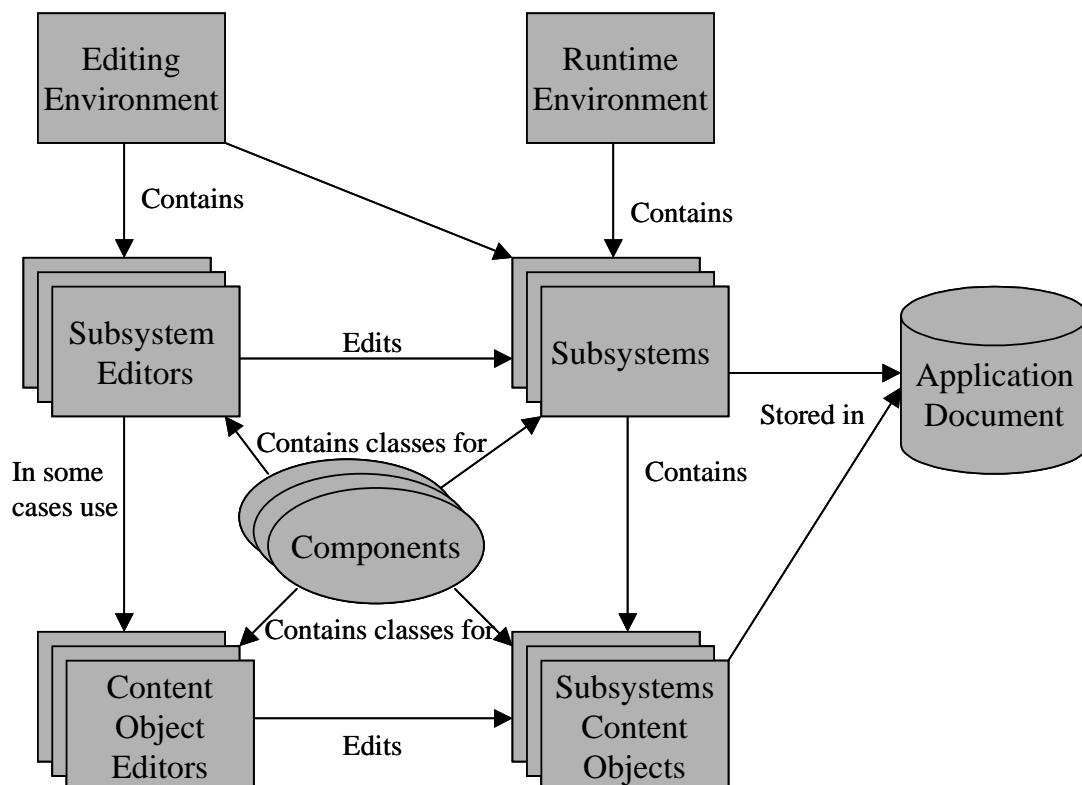 Editing
Environment
Runtime
Environment
Contains
Contains
Subsystem
Editors
Edits
Subsystems
Application
Document
Stored in
Contains classes for
In some
cases use
Contains
Components
Contains classes for
Content
Object
Editors
Edits
Subsystems
Content
Objects